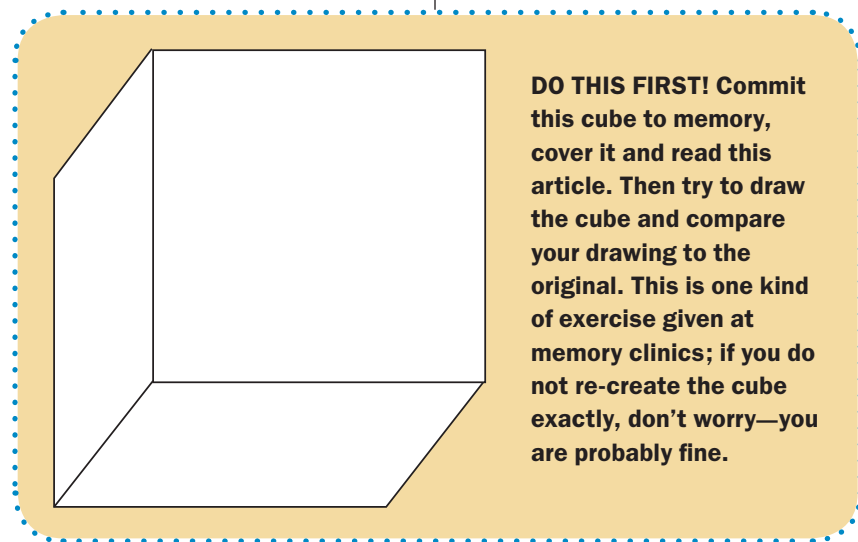 DO THIS FIRST! Commit
this cube to memory,
cover it and read this
article. Then try to draw
the cube and compare
your drawing to the
original. This is one kind
of exercise given at
memory clinics; if you do
not re-create the cube
exactly, don’t worry—you
are probably fine.